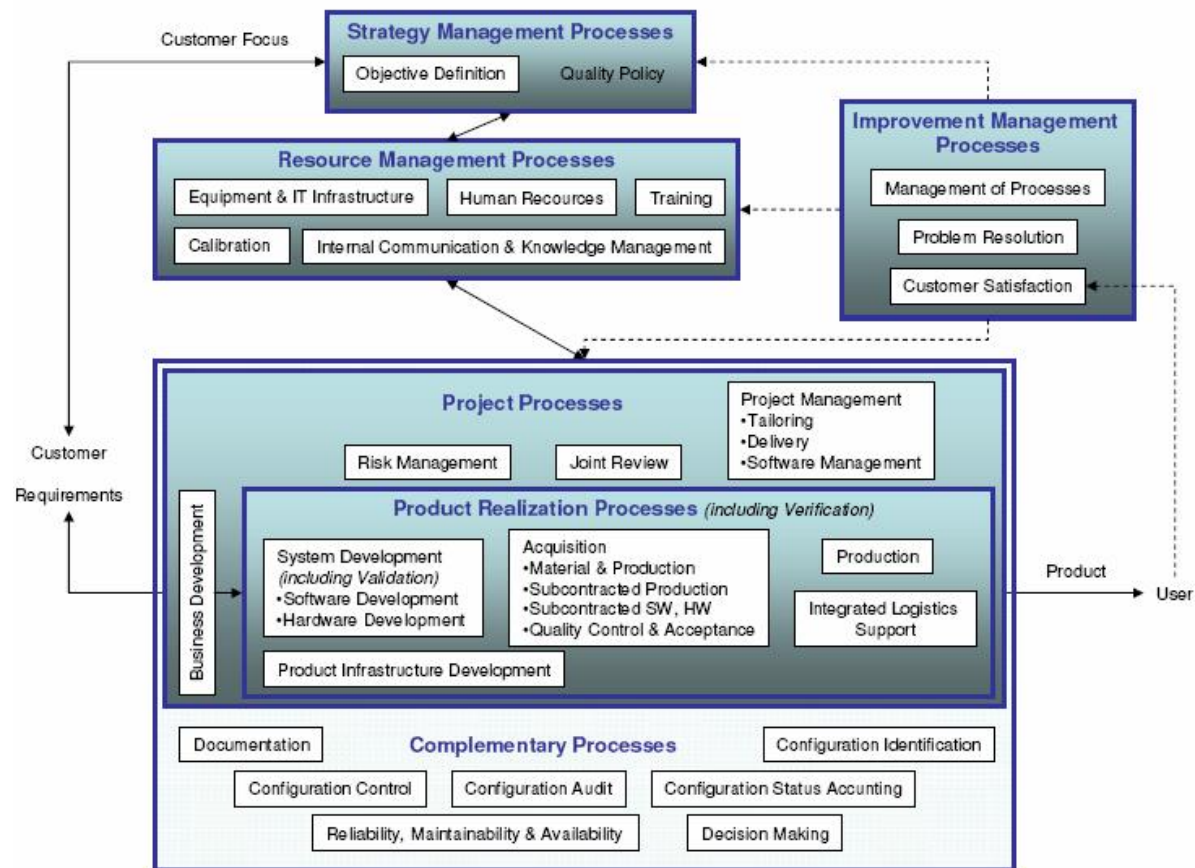 Customer Focus
Strategy Management Processes
Objective Definition
Quality Policy
Improvement Management
Processes
Management of Processes
Problem Resolution
Customer Satisfaction
Resource Management Processes
Equipment & IT Infrastructure
Human Recources
Training
Calibration
Internal Communication & Knowledge Management
Customer
Requirements
Project Processes
Project Management
•Tailoring
•Delivery
•Software Management
Risk Management
Joint Review
Business Development
Product Realization Processes (including Verification)
System Development
(including Validation)
•Software Development
•Hardware Development
Acquisition
•Material & Production
•Subcontracted Production
•Subcontracted SW, HW
•Quality Control & Acceptance
Production
Integrated Logistics
Support
Product Infrastructure Development
Product
User
Documentation
Complementary Processes
Configuration Identification
Configuration Control
Configuration Audit
Configuration Status Accunting
Reliability, Maintainability & Availability
Decision Making